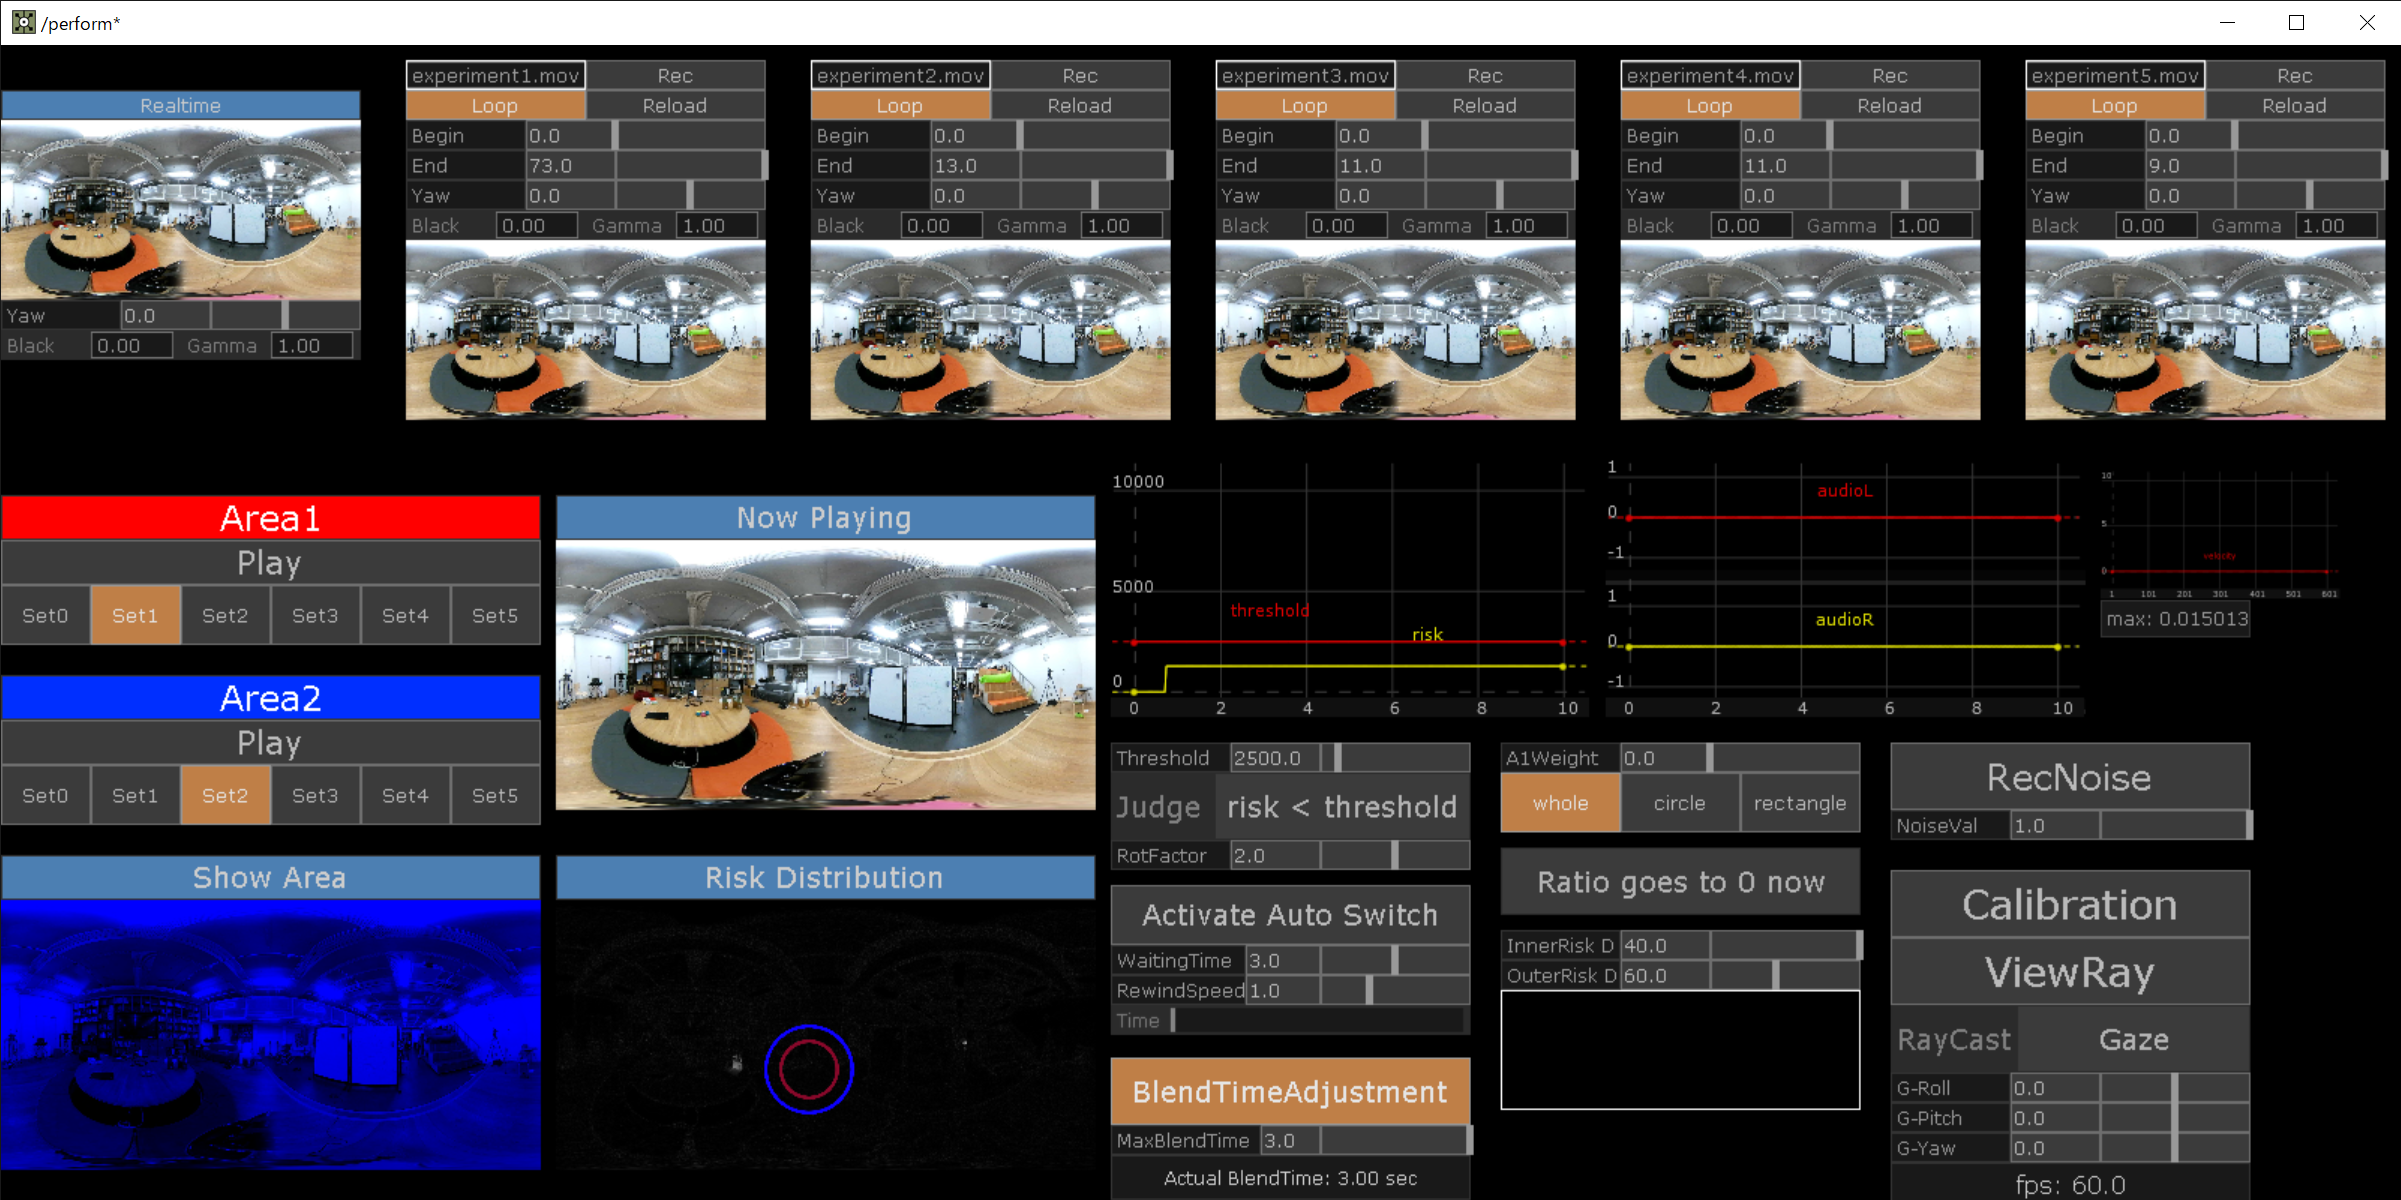 /perform*
Realtime
Yaw 0.0
Black 0.00 Gamma 1.00
experiment1.mov Rec
Loop Reload
Begin 0.0
End 73.0
Yaw 0.0
Black 0.00 Gamma 1.00
experiment2.mov Rec
Loop Reload
Begin 0.0
End 13.0
Yaw 0.0
Black 0.00 Gamma 1.00
experiment3.mov Rec
Loop Reload
Begin 0.0
End 11.0
Yaw 0.0
Black 0.00 Gamma 1.00
experiment4.mov Rec
Loop Reload
Begin 0.0
End 11.0
Yaw 0.0
Black 0.00 Gamma 1.00
experiment5.mov Rec
Loop Reload
Begin 0.0
End 9.0
Yaw 0.0
Black 0.00 Gamma 1.00
Area1
Play
Set0 Set1 Set2 Set3 Set4 Set5
Area2
Play
Set0 Set1 Set2 Set3 Set4 Set5
Show Area
Now Playing
Risk Distribution
10000
5000
threshold
risk
0
0 2 4 6 8 10
1
audioL
0
-1
1
audioR
0
-1
0 2 4 6 8 10
10
5
velocity
0
1 101 201 301 401 501 601
max: 0.015013
Threshold 2500.0
Judge risk < threshold
RotFactor 2.0
Activate Auto Switch
WaitingTime 3.0
RewindSpeed 1.0
Time
BlendTimeAdjustment
MaxBlendTime 3.0
Actual BlendTime: 3.00 sec
A1Weight 0.0
whole circle rectangle
Ratio goes to 0 now
InnerRisk D 40.0
OuterRisk D 60.0
RecNoise
NoiseVal 1.0
Calibration
ViewRay
RayCast Gaze
G-Roll 0.0
G-Pitch 0.0
G-Yaw 0.0
fps: 60.0